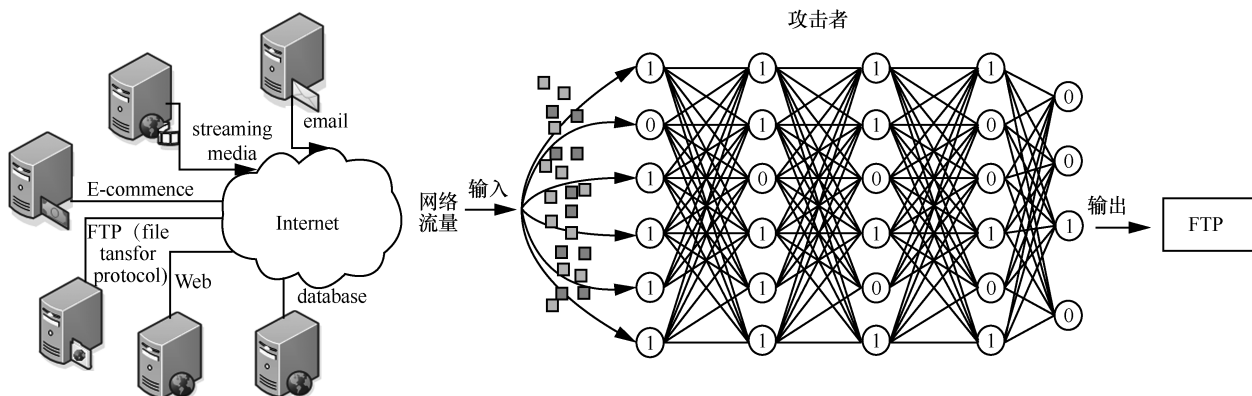 攻击者
email
streaming
media
E-commence
Internet
FTP（file
tansfor
protocol)
Web
database
网络
流量
输入
1 1 1 1
0
0 1 1 0
0
1 0 0 0
1 1 1 1
1
1 1 0 0
0
1 1 1 1
输出
FTP